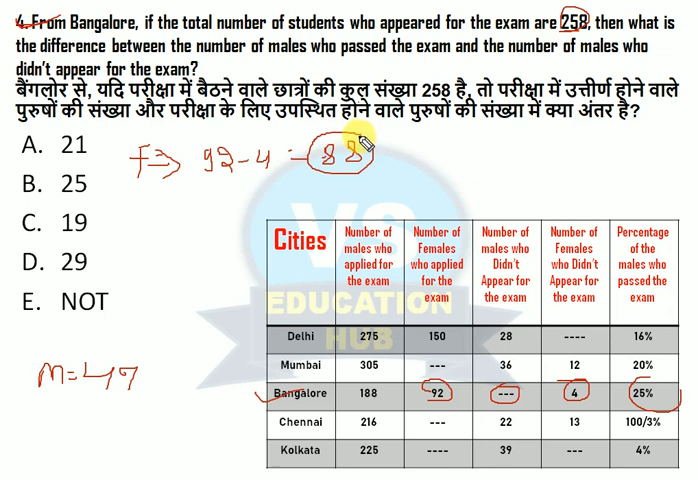 4. From Bangalore, if the total number of students who appeared for the exam are 258, then what is
the difference between the number of males who passed the exam and the number of males who
didn't appear for the exam?
बैंगलोर से, यदि परीक्षा में बैठने वाले छात्रों की कुल संख्या 258 है, तो परीक्षा में उत्तीर्ण होने वाले
पुरुषों की संख्या और परीक्षा के लिए उपस्थित होने वाले पुरुषों की संख्या में क्या अंतर है?
A. 21
B. 25
C. 19
D. 29
E. NOT
F⇒ 92-4=88
M=47
VS
EDUCATION
HUB
Cities Number of males who applied for the exam Number of Females who applied for the exam Number of males who Didn't Appear for the exam Number of Females who Didn't Appear for the exam Percentage of the males who passed the exam
Delhi 275 150 28 ---- 16%
Mumbai 305 --- 36 12 20%
Bangalore 188 92 --- 4 25%
Chennai 216 --- 22 13 100/3%
Kolkata 225 ---- 39 --- 4%